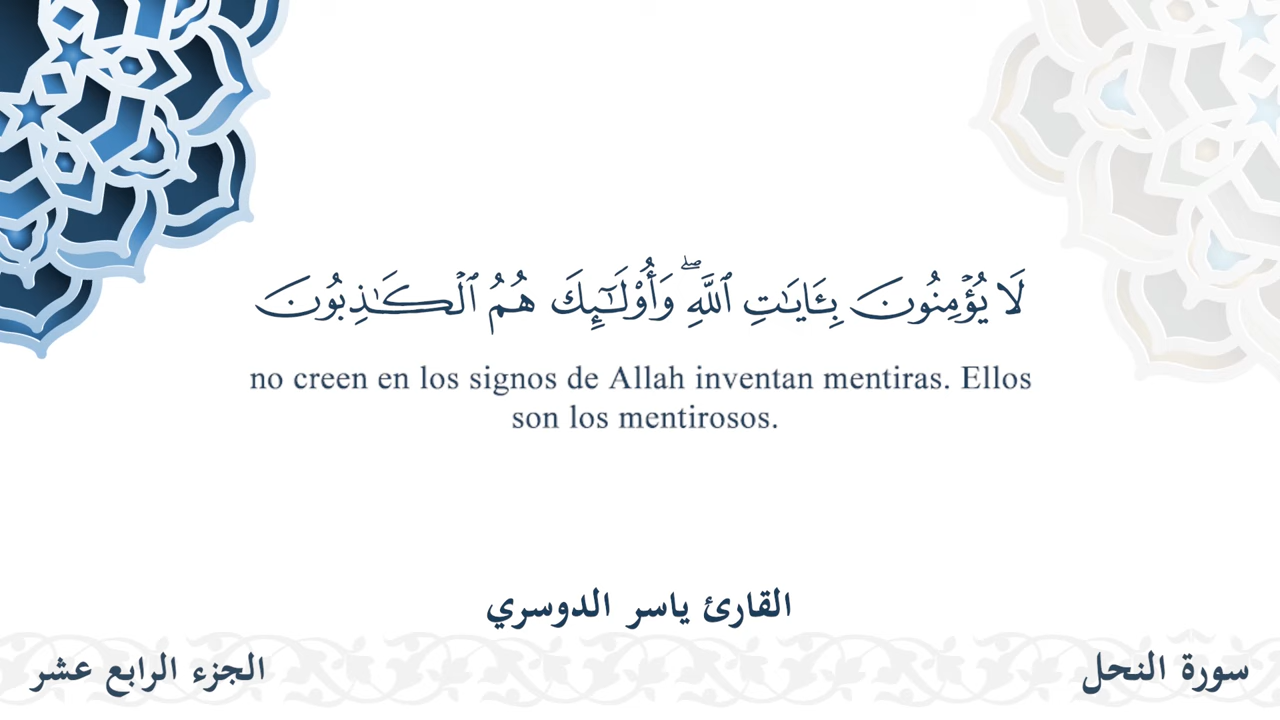 لَا يُؤۡمِنُونَ بِـَٔايَٰتِ ٱللَّهِۖ وَأُوْلَٰٓئِكَ هُمُ ٱلۡكَٰذِبُونَ
no creen en los signos de Allah inventan mentiras. Ellos
son los mentirosos.
القارئ ياسر الدوسري
سورة النحل
الجزء الرابع عشر